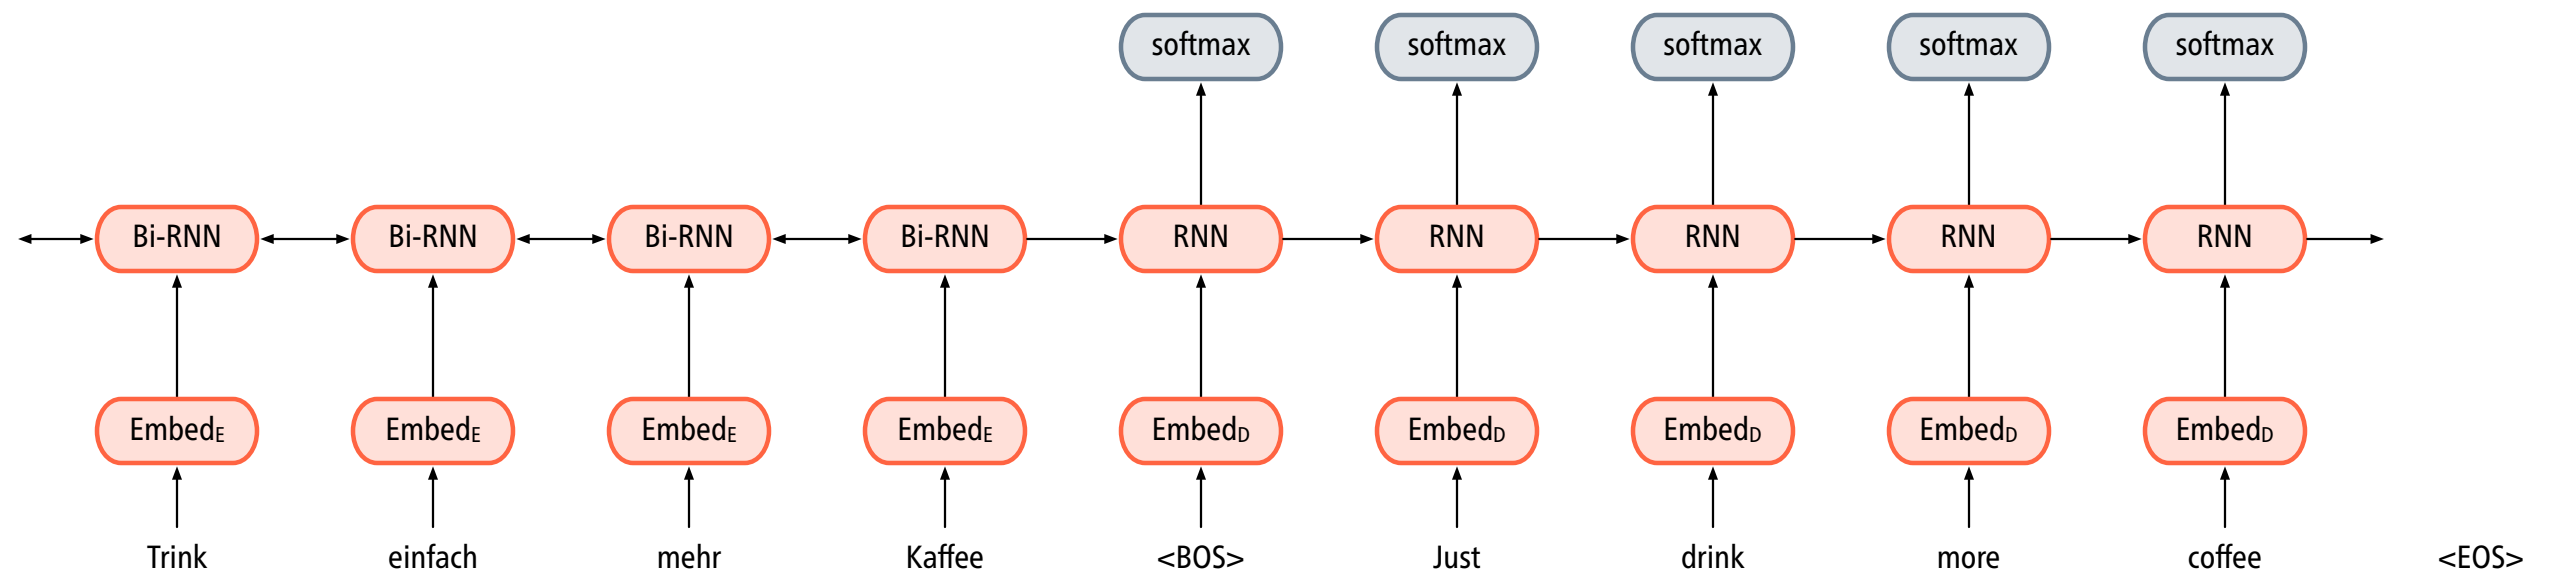 softmax softmax softmax softmax softmax
Bi-RNN Bi-RNN Bi-RNN Bi-RNN RNN RNN RNN RNN RNN
EmbedE EmbedE EmbedE EmbedE EmbedD EmbedD EmbedD EmbedD EmbedD
Trink einfach mehr Kaffee <BOS> Just drink more coffee <EOS>